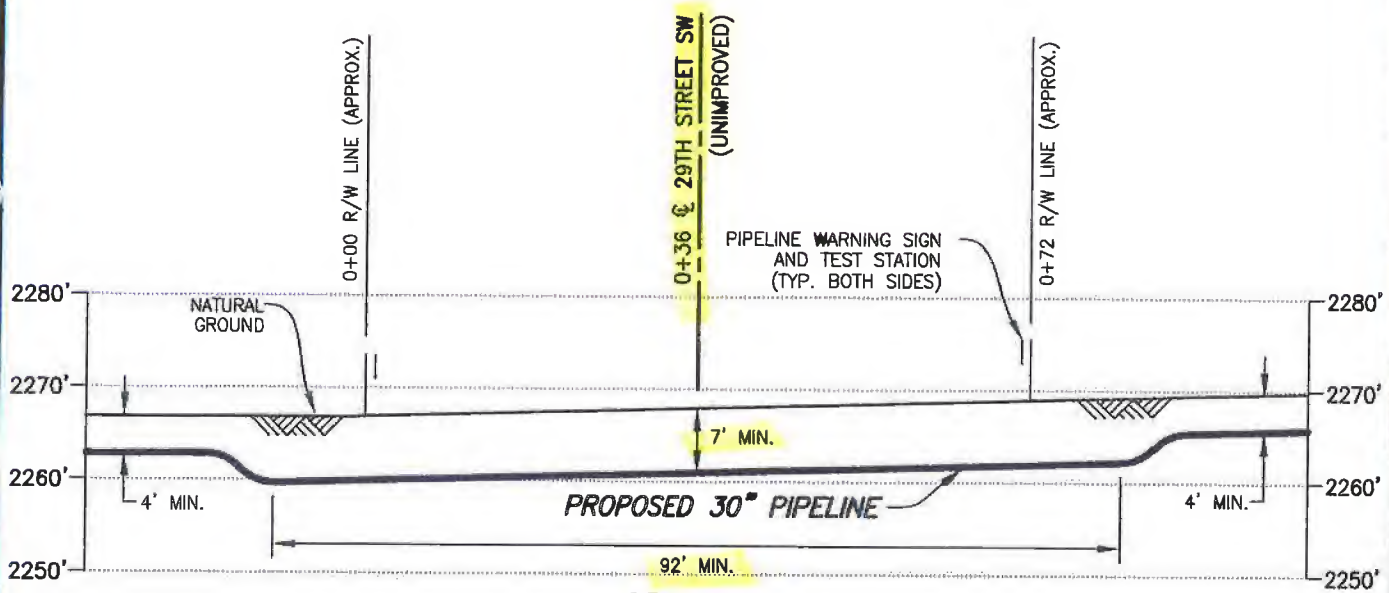 0+00 R/W LINE (APPROX.)
0+36 ℄ 29TH STREET SW
(UNIMPROVED)
0+72 R/W LINE (APPROX.)
PIPELINE WARNING SIGN
AND TEST STATION
(TYP. BOTH SIDES)
2280'
2280'
NATURAL
GROUND
2270'
2270'
7' MIN.
2260'
2260'
4' MIN.
PROPOSED 30" PIPELINE
4' MIN.
92' MIN.
2250'
2250'